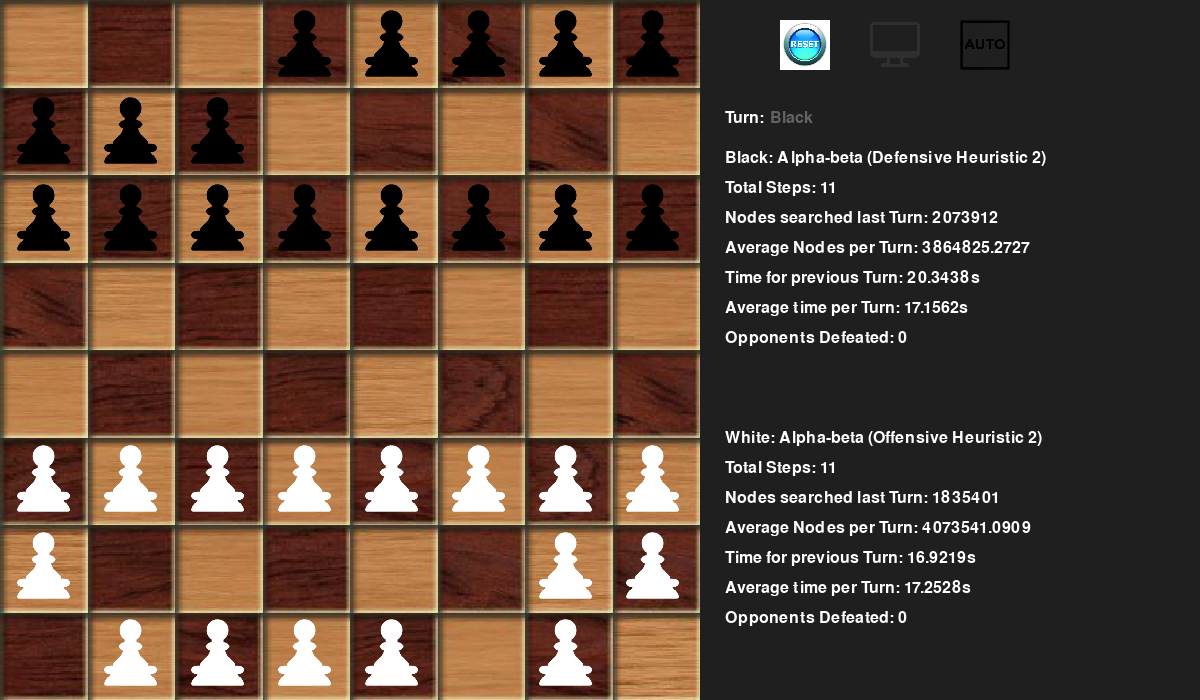 RESET
AUTO
Turn: Black
Black: Alpha-beta (Defensive Heuristic 2)
Total Steps: 11
Nodes searched last Turn: 2073912
Average Nodes per Turn: 3864825.2727
Time for previous Turn: 20.3438s
Average time per Turn: 17.1562s
Opponents Defeated: 0
White: Alpha-beta (Offensive Heuristic 2)
Total Steps: 11
Nodes searched last Turn: 1835401
Average Nodes per Turn: 4073541.0909
Time for previous Turn: 16.9219s
Average time per Turn: 17.2528s
Opponents Defeated: 0